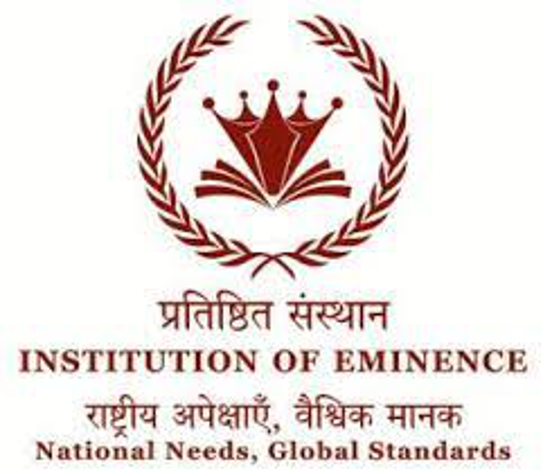 प्रतिष्ठित संस्थान
INSTITUTION OF EMINENCE
राष्ट्रीय अपेक्षाएँ, वैश्विक मानक
National Needs, Global Standards